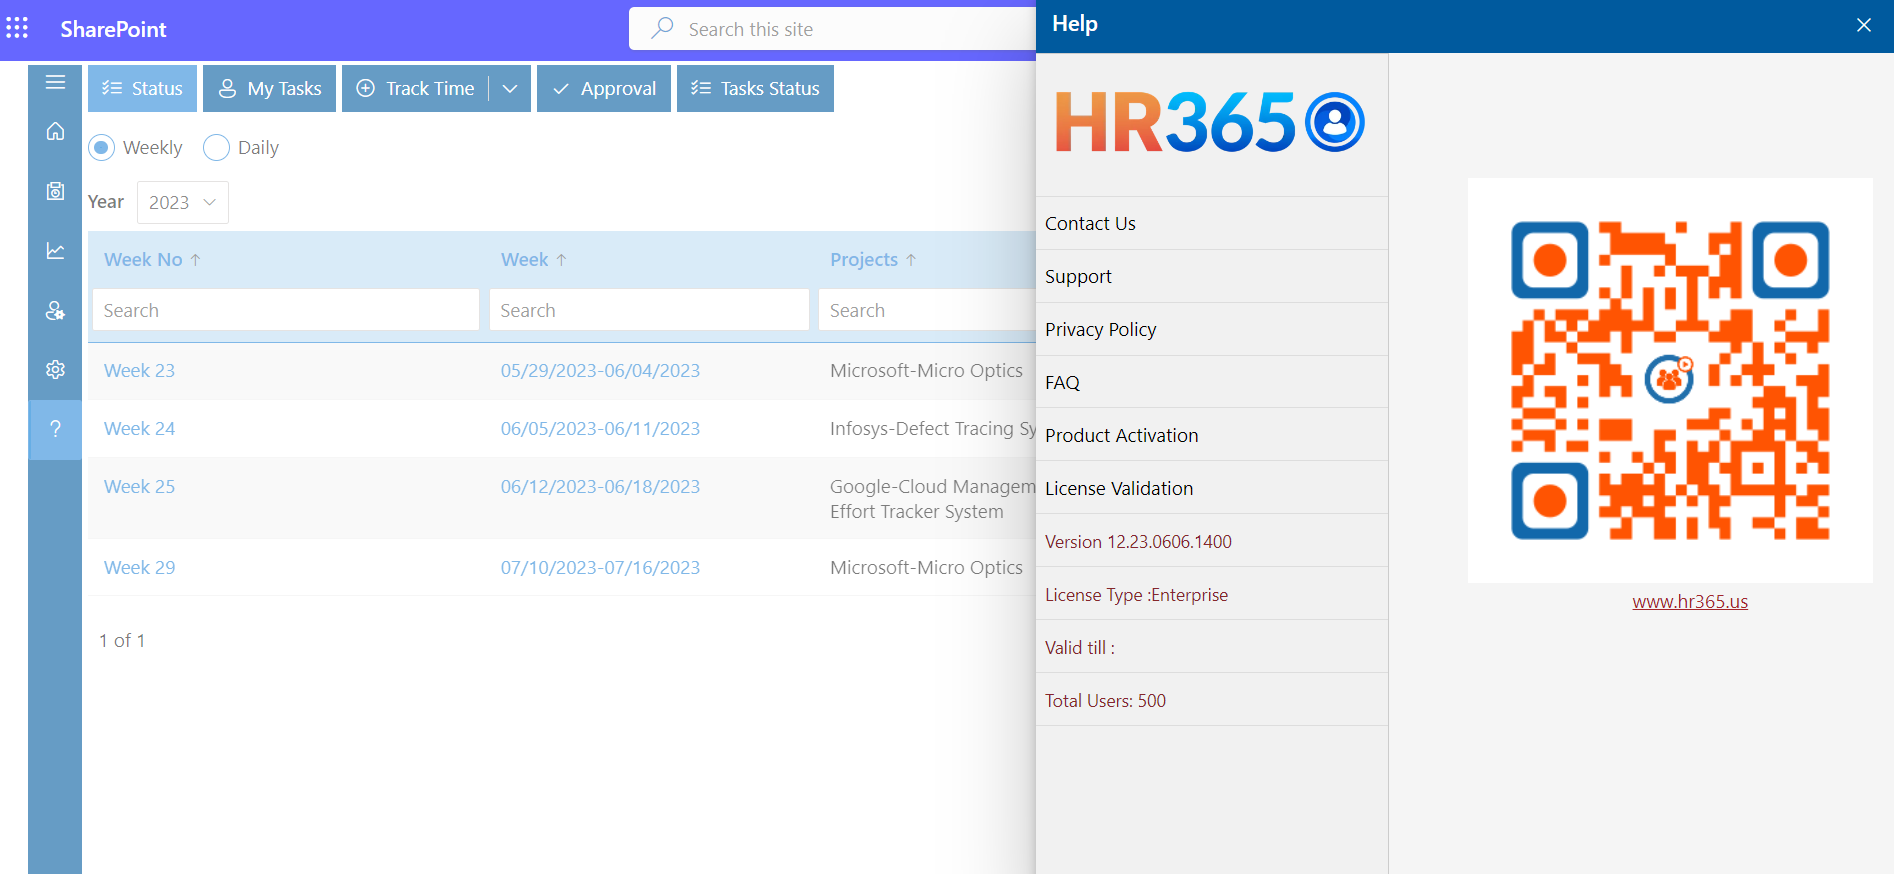 SharePoint
Search this site
Help
Status
My Tasks
Track Time
Approval
Tasks Status
Weekly
Daily
Year
2023
Week No ↑
Week ↑
Projects ↑
Search
Search
Search
Week 23
05/29/2023-06/04/2023
Microsoft-Micro Optics
Week 24
06/05/2023-06/11/2023
Infosys-Defect Tracing Sy
Week 25
06/12/2023-06/18/2023
Google-Cloud Managem
Effort Tracker System
Week 29
07/10/2023-07/16/2023
Microsoft-Micro Optics
1 of 1
HR365
Contact Us
Support
Privacy Policy
FAQ
Product Activation
License Validation
Version 12.23.0606.1400
License Type :Enterprise
Valid till :
Total Users: 500
www.hr365.us